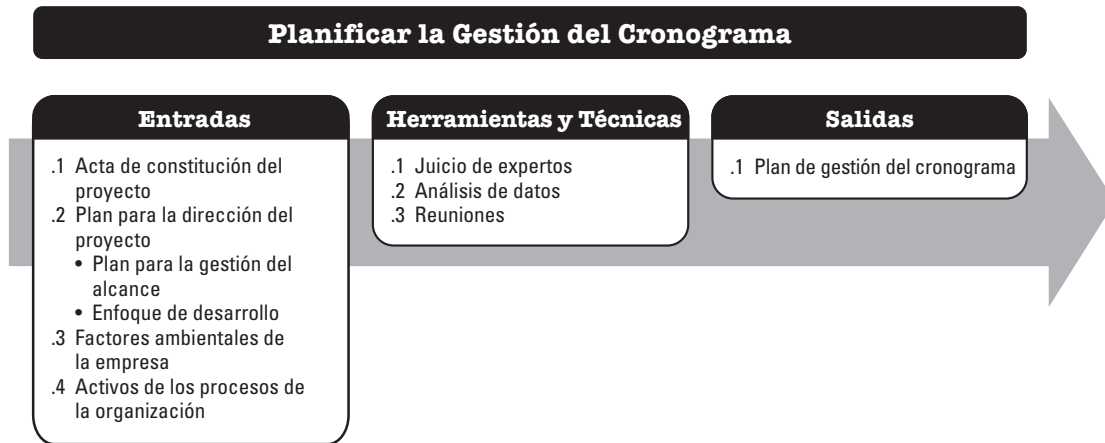 Planificar la Gestión del Cronograma
Entradas
.1 Acta de constitución del
proyecto
.2 Plan para la dirección del
proyecto
• Plan para la gestión del
alcance
• Enfoque de desarrollo
.3 Factores ambientales de
la empresa
.4 Activos de los procesos de
la organización
Herramientas y Técnicas
.1 Juicio de expertos
.2 Análisis de datos
.3 Reuniones
Salidas
.1 Plan de gestión del cronograma